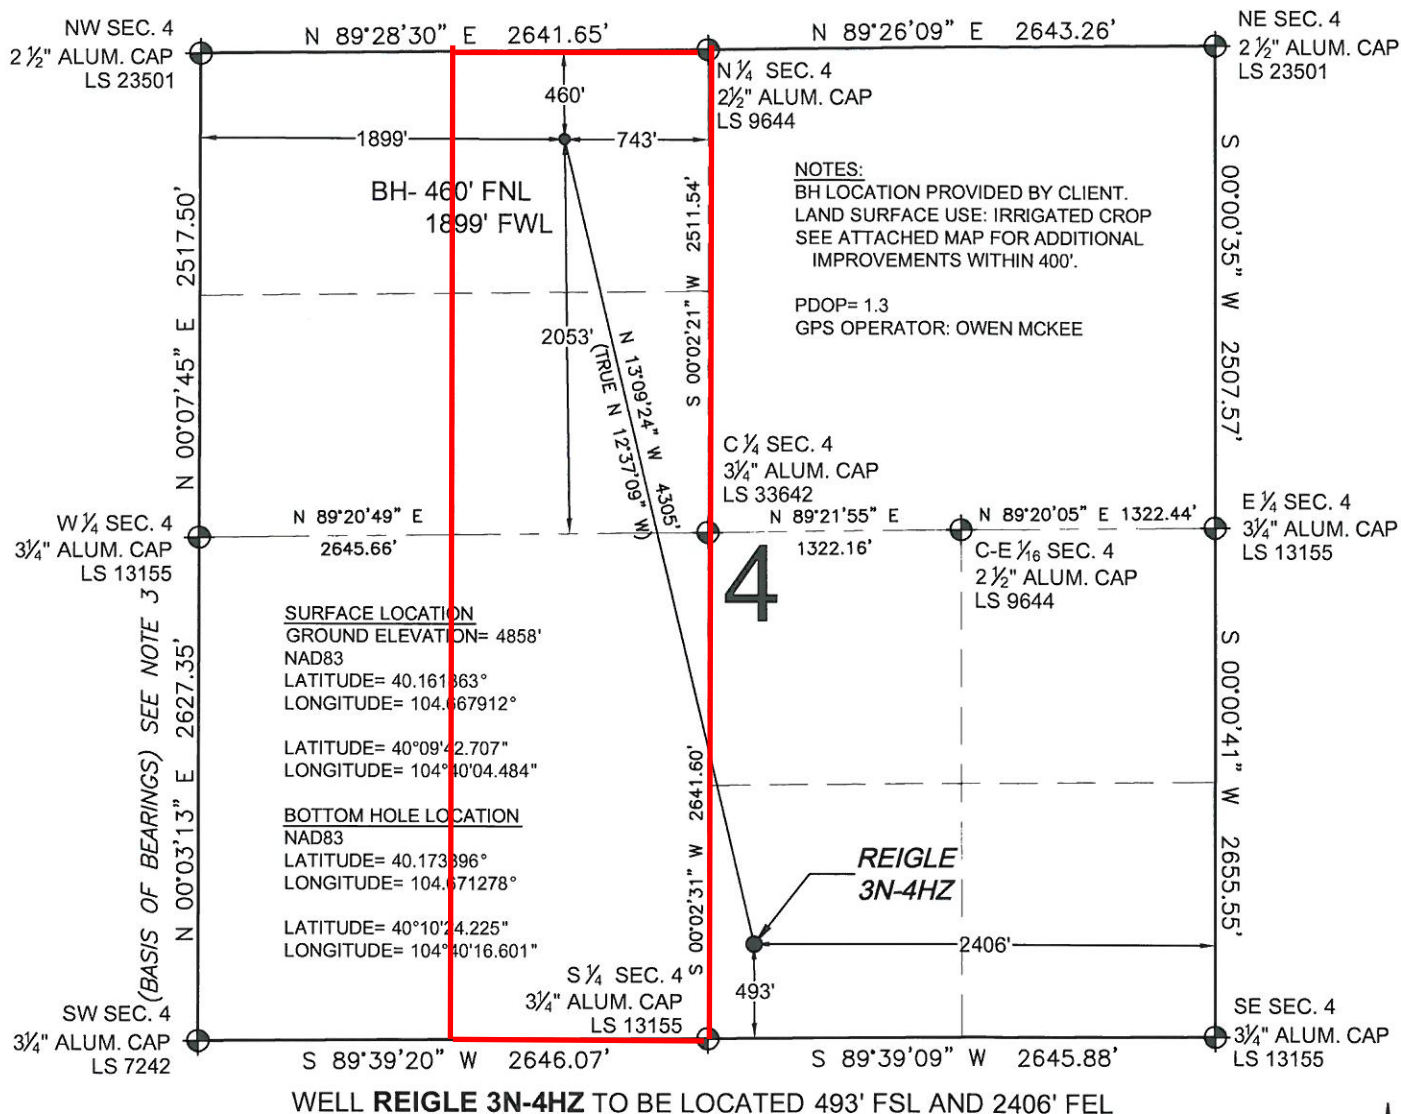 NW SEC. 4
2 ½" ALUM. CAP
LS 23501
N 89°28'30" E 2641.65'
N 89°26'09" E 2643.26'
NE SEC. 4
2 ½" ALUM. CAP
LS 23501
N ¼ SEC. 4
2½" ALUM. CAP
LS 9644
460'
1899'
743'
BH- 460' FNL
1899' FWL
NOTES:
BH LOCATION PROVIDED BY CLIENT.
LAND SURFACE USE: IRRIGATED CROP
SEE ATTACHED MAP FOR ADDITIONAL
IMPROVEMENTS WITHIN 400'.
PDOP= 1.3
GPS OPERATOR: OWEN MCKEE
N 00°07'45" E 2517.50'
S 00°02'21" W 2511.54'
S 00°00'35" W 2507.57'
2053'
N 13°09'24" W 4305'
(TRUE N 12°37'09" W)
C ¼ SEC. 4
3¼" ALUM. CAP
LS 33642
W ¼ SEC. 4
3¼" ALUM. CAP
LS 13155
N 89°20'49" E
2645.66'
N 89°21'55" E
1322.16'
N 89°20'05" E 1322.44'
E ¼ SEC. 4
3¼" ALUM. CAP
LS 13155
C-E 1⁄16 SEC. 4
2 ½" ALUM. CAP
LS 9644
4
SURFACE LOCATION
GROUND ELEVATION= 4858'
NAD83
LATITUDE= 40.161863°
LONGITUDE= 104.667912°
LATITUDE= 40°09'42.707"
LONGITUDE= 104°40'04.484"
BOTTOM HOLE LOCATION
NAD83
LATITUDE= 40.173396°
LONGITUDE= 104.671278°
LATITUDE= 40°10'24.225"
LONGITUDE= 104°40'16.601"
(BASIS OF BEARINGS) SEE NOTE 3
N 00°03'13" E 2627.35'
S 00°02'31" W 2641.60'
S 00°00'41" W 2655.55'
REIGLE
3N-4HZ
2406'
493'
S ¼ SEC. 4
3¼" ALUM. CAP
LS 13155
SW SEC. 4
3¼" ALUM. CAP
LS 7242
SE SEC. 4
3¼" ALUM. CAP
LS 13155
S 89°39'20" W 2646.07'
S 89°39'09" W 2645.88'
WELL REIGLE 3N-4HZ TO BE LOCATED 493' FSL AND 2406' FEL